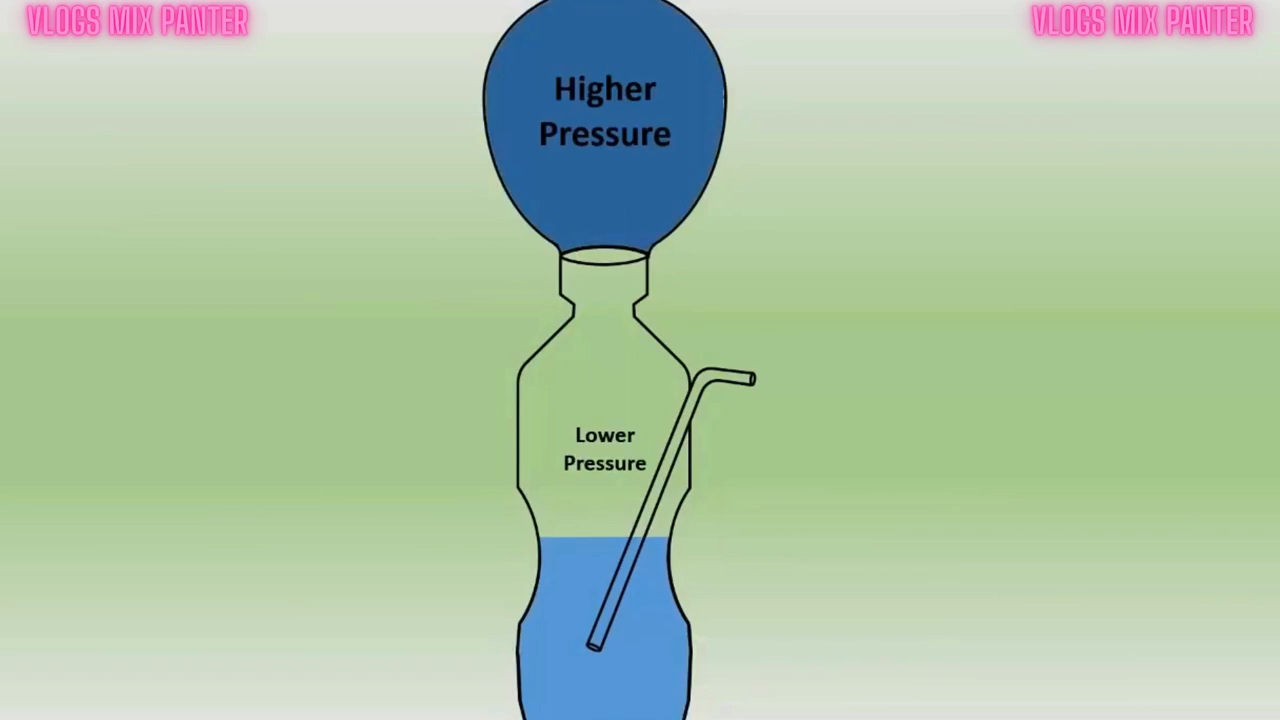 VLOGS MIX PANTER
VLOGS MIX PANTER
Higher
Pressure
Lower
Pressure